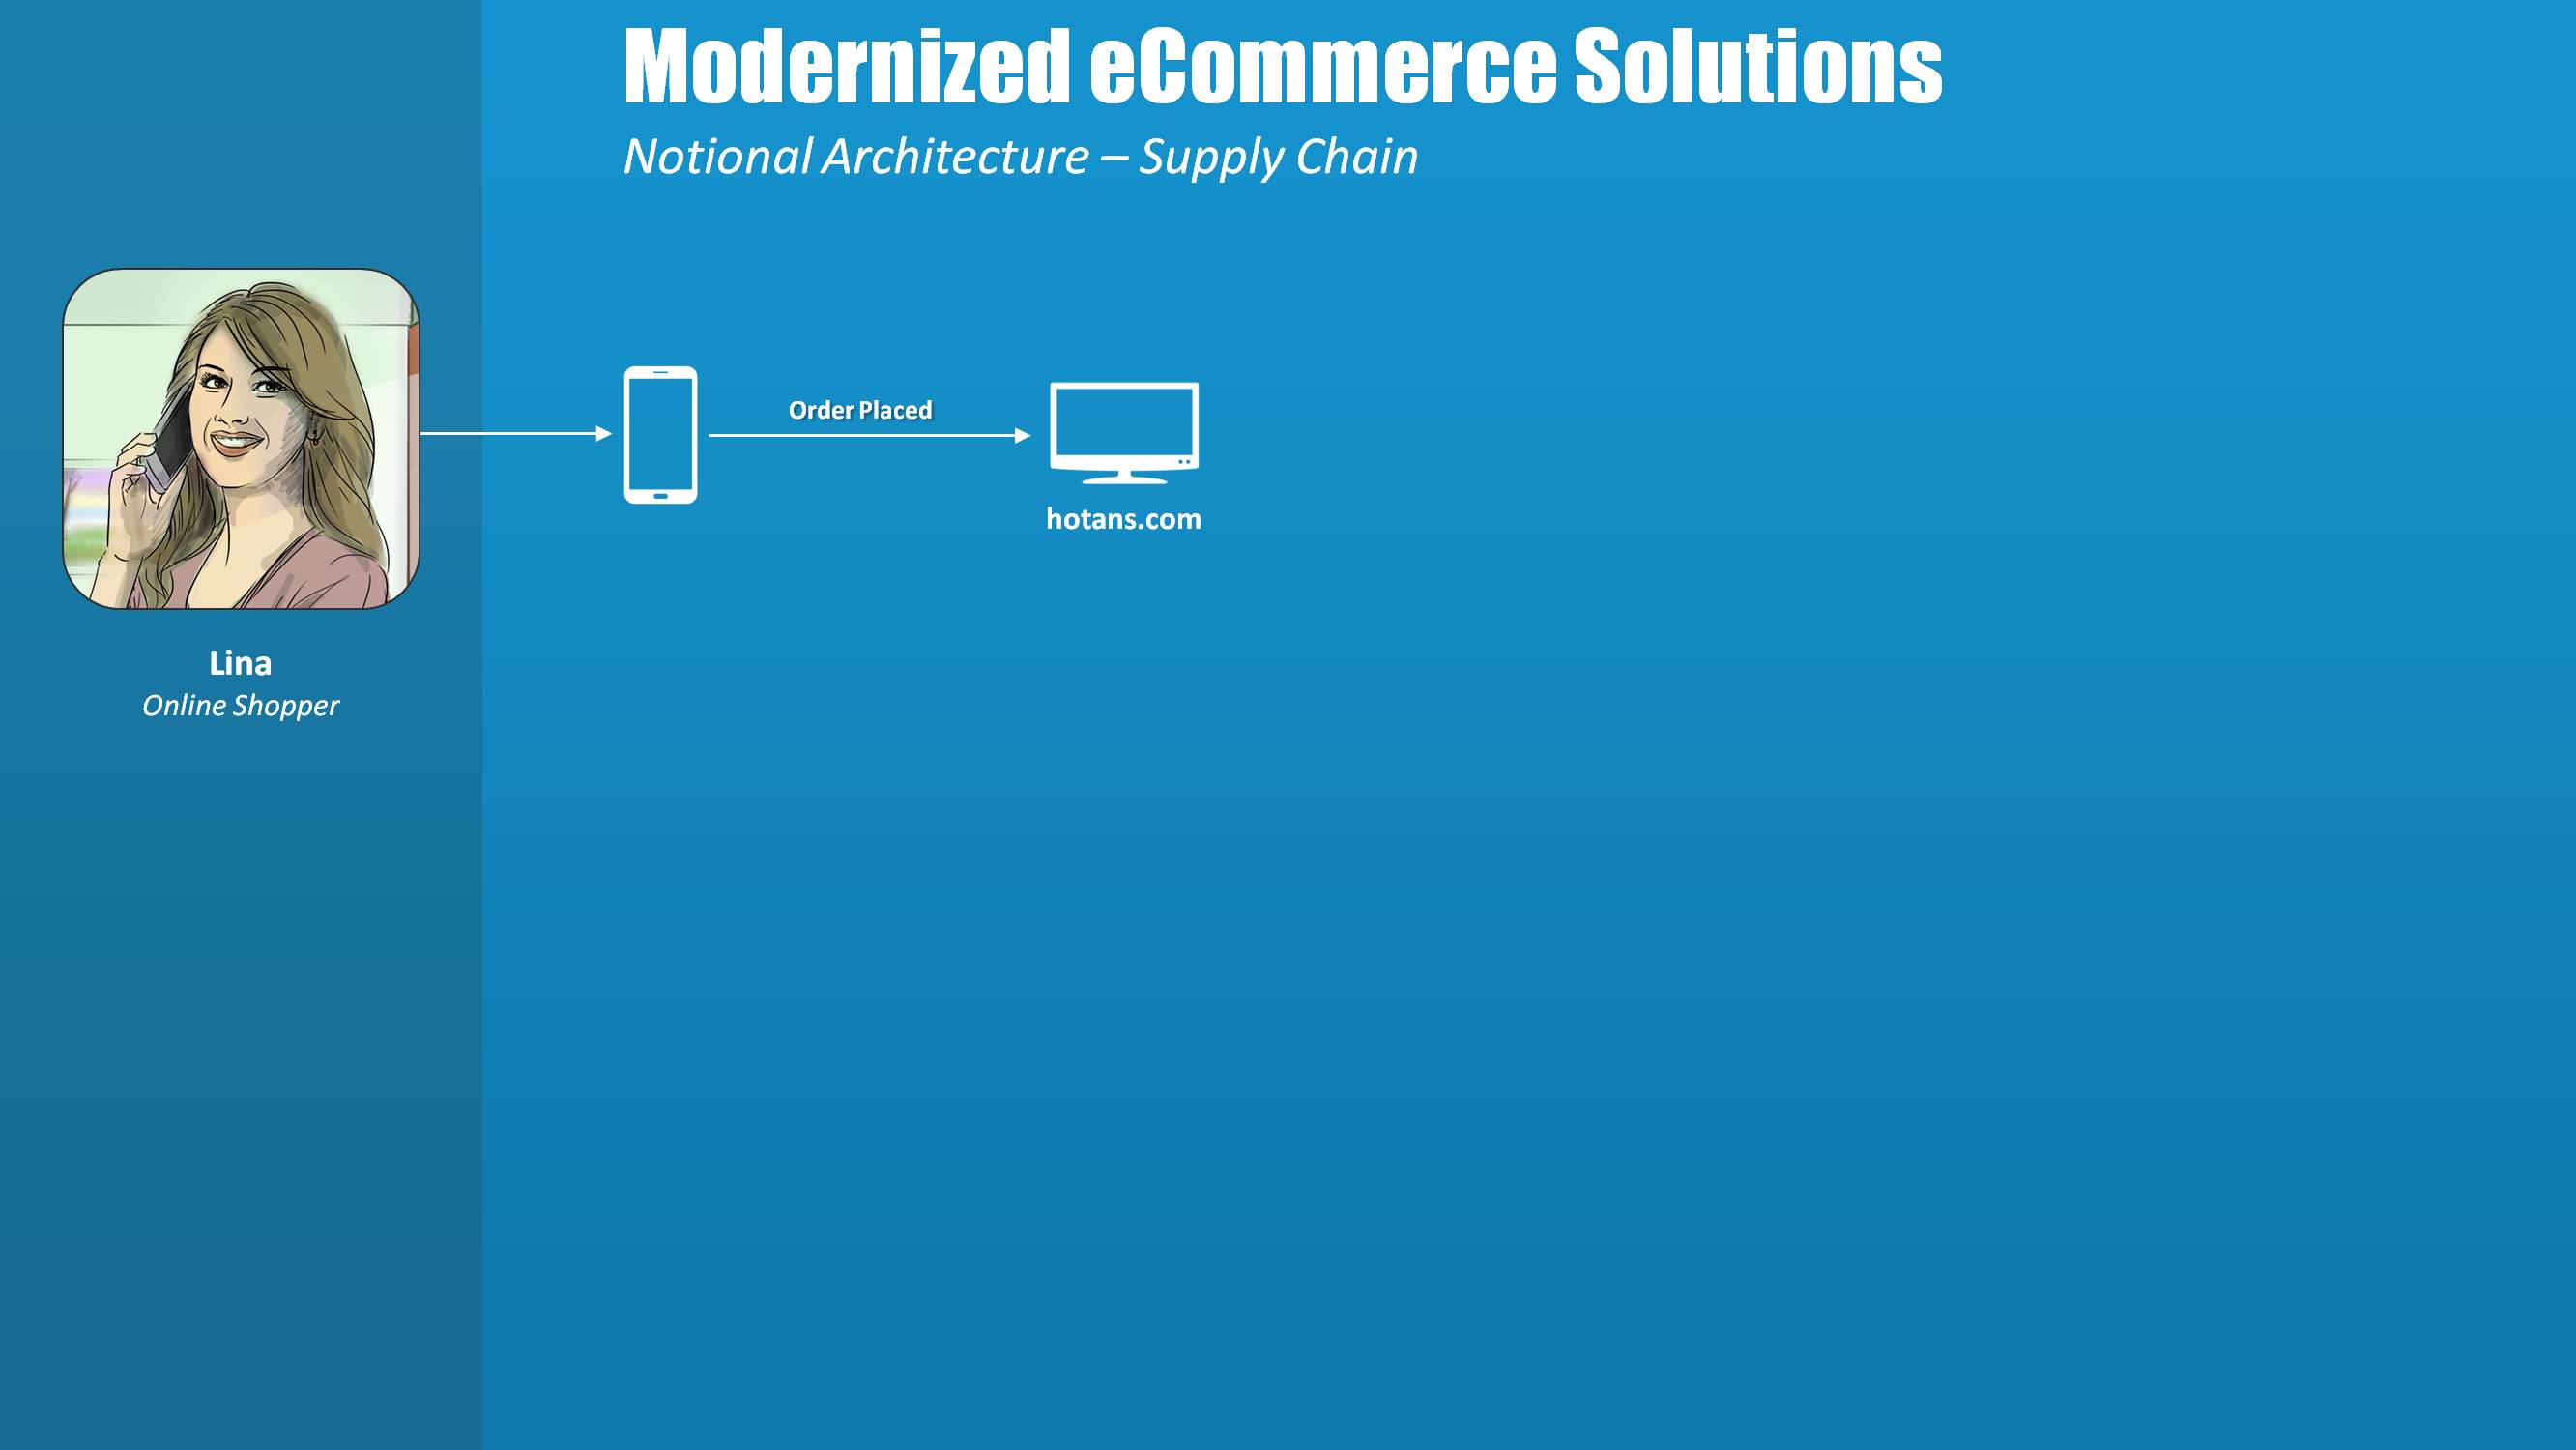 Modernized eCommerce Solutions
Notional Architecture – Supply Chain
Order Placed
hotans.com
Lina
Online Shopper